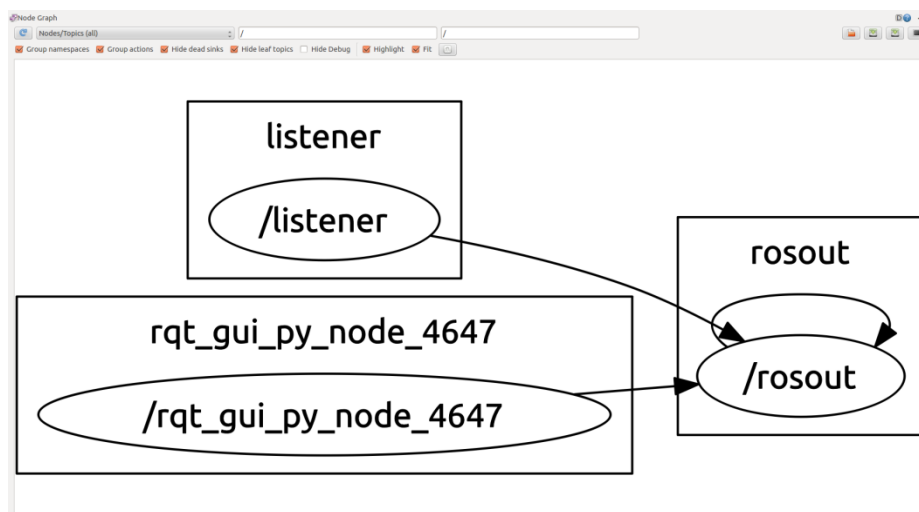 Node Graph
D
Nodes/Topics (all) / /
Group namespaces Group actions Hide dead sinks Hide leaf topics Hide Debug Highlight Fit
listener
/listener
rosout
/rosout
rqt_gui_py_node_4647
/rqt_gui_py_node_4647